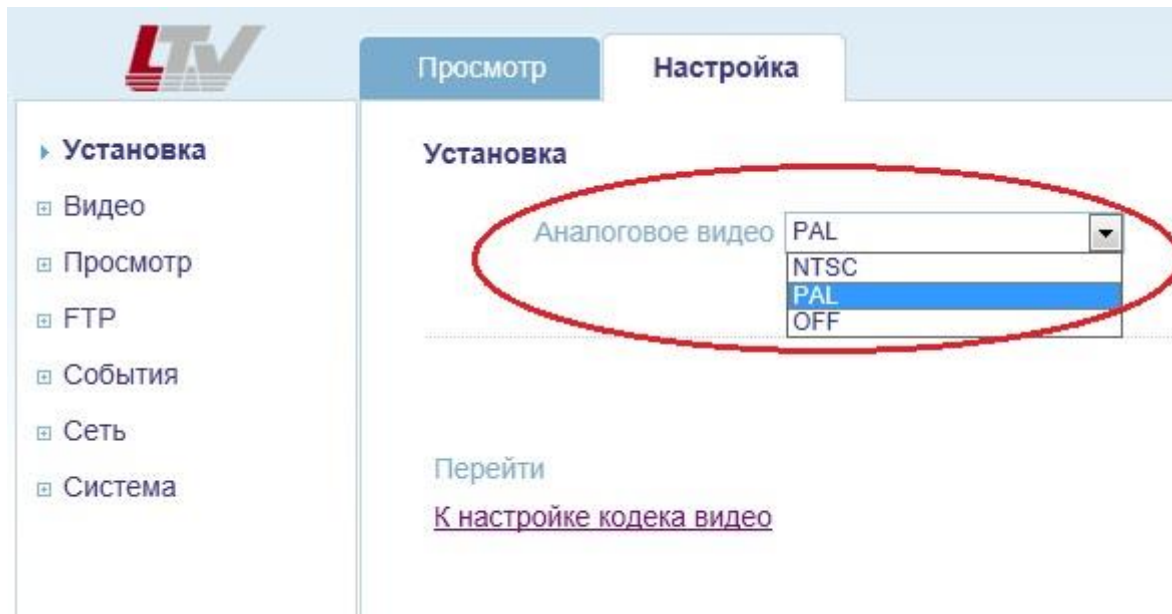 LTV
Просмотр
Настройка
Установка
Видео
Просмотр
FTP
События
Сеть
Система
Установка
Аналоговое видео PAL
NTSC
PAL
OFF
Перейти
К настройке кодека видео